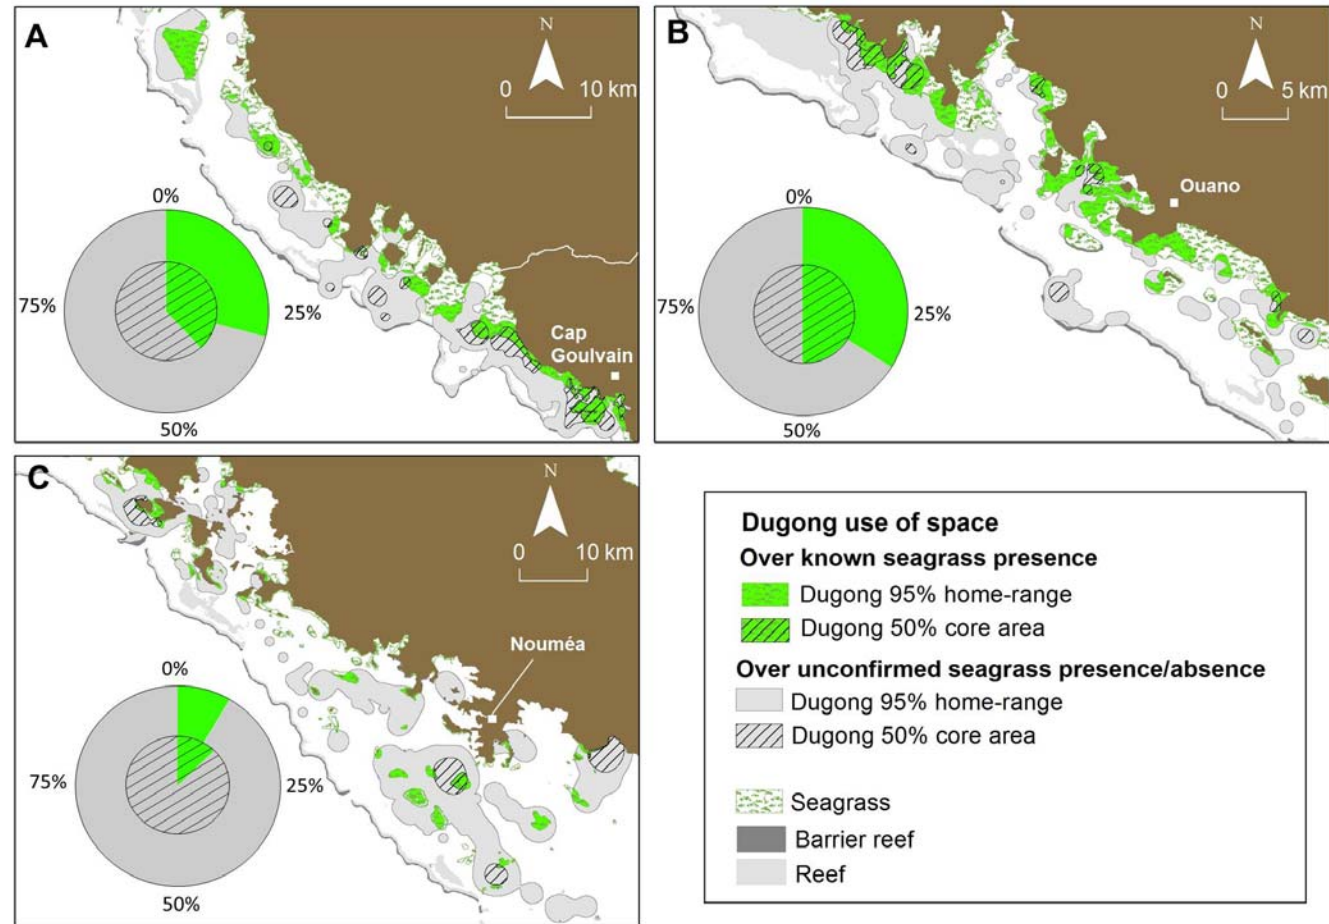 A
N
0 10 km
0%
75%
25%
50%
Cap
Goulvain
B
N
0 5 km
Ouano
0%
75%
25%
50%
C
N
0 10 km
Nouméa
0%
75%
25%
50%
Dugong use of space
Over known seagrass presence
Dugong 95% home-range
Dugong 50% core area
Over unconfirmed seagrass presence/absence
Dugong 95% home-range
Dugong 50% core area
Seagrass
Barrier reef
Reef